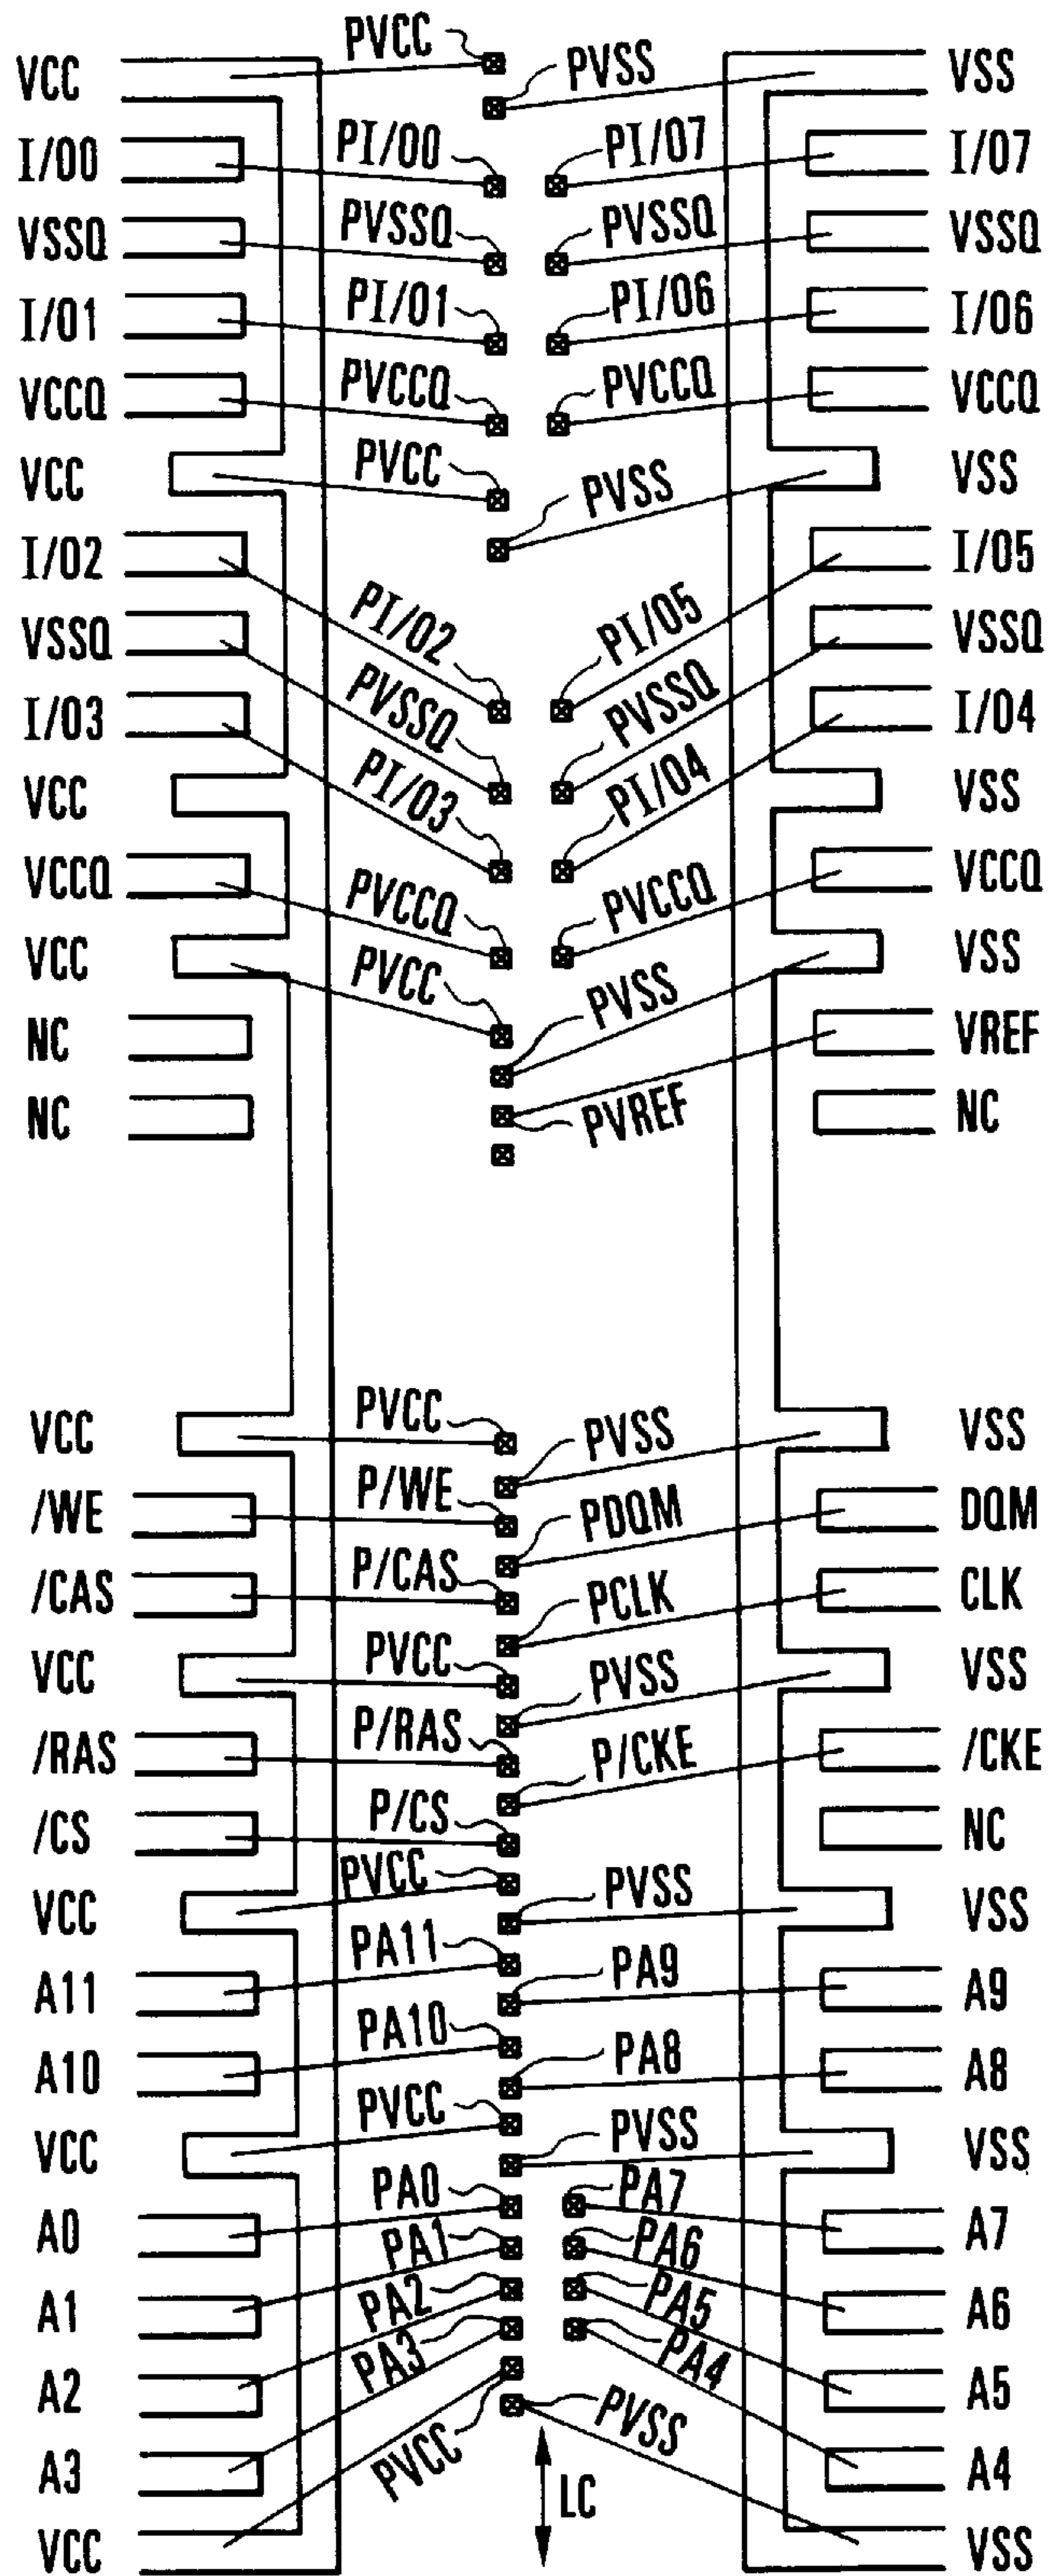 VCC PVCC PVSS VSS
I/O0 PI/O0 PI/O7 I/O7
VSSQ PVSSQ PVSSQ VSSQ
I/O1 PI/O1 PI/O6 I/O6
VCCQ PVCCQ PVCCQ VCCQ
VCC PVCC PVSS VSS
I/O2 PI/O2 PI/O5 I/O5
VSSQ PVSSQ PVSSQ VSSQ
I/O3 PI/O3 PI/O4 I/O4
VCC VSS
VCCQ PVCCQ PVCCQ VCCQ
VCC PVCC PVSS VSS
NC PVREF VREF
NC NC
VCC PVCC PVSS VSS
/WE P/WE PDQM DQM
/CAS P/CAS PCLK CLK
VCC PVCC PVSS VSS
/RAS P/RAS P/CKE /CKE
/CS P/CS NC
VCC PVCC PVSS VSS
A11 PA11 PA9 A9
A10 PA10 PA8 A8
VCC PVCC PVSS VSS
A0 PA0 PA7 A7
A1 PA1 PA6 A6
A2 PA2 PA5 A5
A3 PA3 PA4 A4
VCC PVCC PVSS VSS
LC